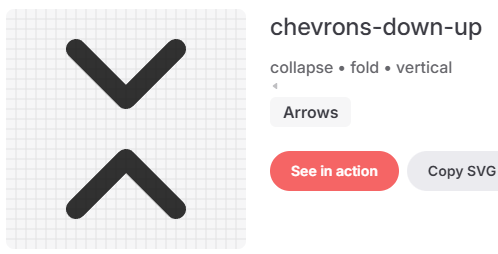 chevrons-down-up
collapse • fold • vertical
Arrows
See in action
Copy SVG